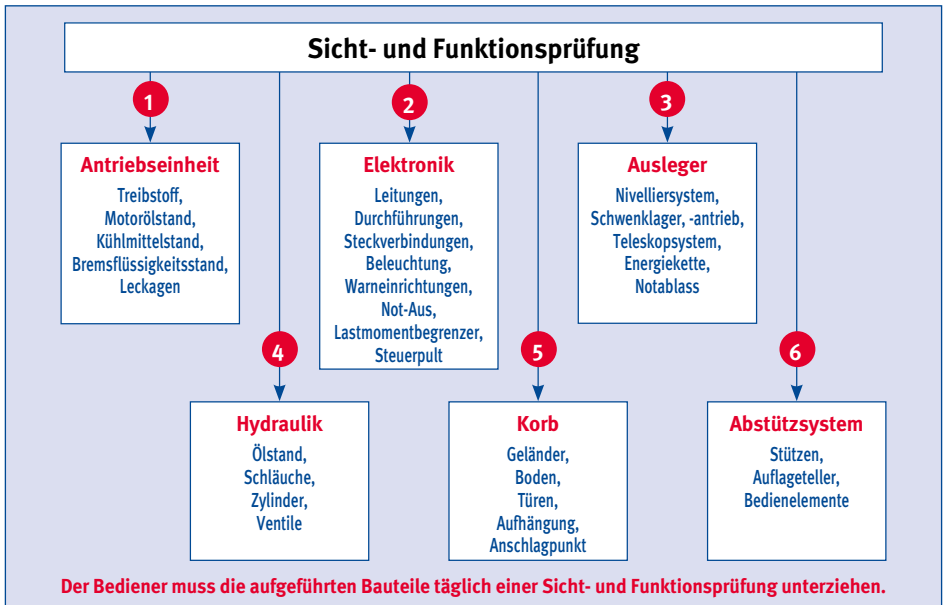 Sicht- und Funktionsprüfung
1
Antriebseinheit
Treibstoff,
Motorölstand,
Kühlmittelstand,
Bremsflüssigkeitsstand,
Leckagen
2
Elektronik
Leitungen,
Durchführungen,
Steckverbindungen,
Beleuchtung,
Warneinrichtungen,
Not-Aus,
Lastmomentbegrenzer,
Steuerpult
3
Ausleger
Nivelliersystem,
Schwenklager, -antrieb,
Teleskopsystem,
Energiekette,
Notablass
4
Hydraulik
Ölstand,
Schläuche,
Zylinder,
Ventile
5
Korb
Geländer,
Boden,
Türen,
Aufhängung,
Anschlagpunkt
6
Abstützsystem
Stützen,
Auflageteller,
Bedienelemente
Der Bediener muss die aufgeführten Bauteile täglich einer Sicht- und Funktionsprüfung unterziehen.